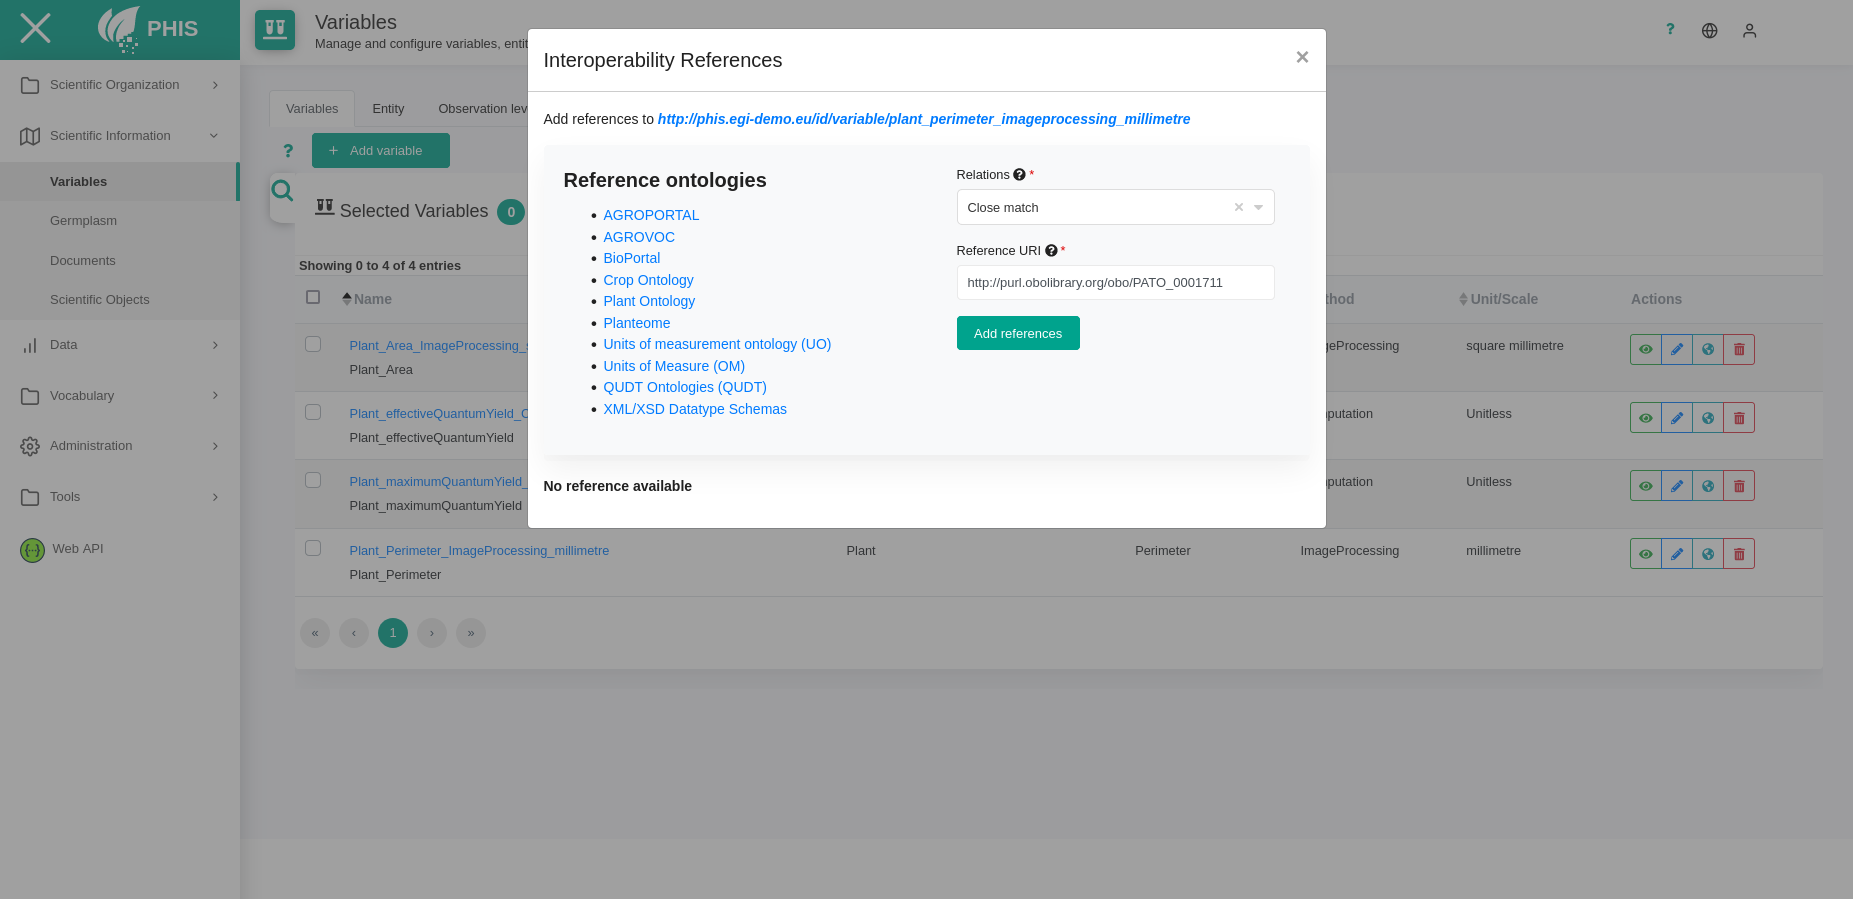 PHIS
Scientific Organization
Scientific Information
Variables
Germplasm
Documents
Scientific Objects
Data
Vocabulary
Administration
Tools
{···}
Web API
Variables
Manage and configure variables, entit
?
Variables
Entity
Observation lev
?
+ Add variable
Selected Variables 0
Showing 0 to 4 of 4 entries
Name
thod
Unit/Scale
Actions
Plant_Area_ImageProcessing_s
Plant_Area
geProcessing
square millimetre
Plant_effectiveQuantumYield_C
Plant_effectiveQuantumYield
nputation
Unitless
Plant_maximumQuantumYield_
Plant_maximumQuantumYield
nputation
Unitless
Plant_Perimeter_ImageProcessing_millimetre
Plant_Perimeter
Plant
Perimeter
ImageProcessing
millimetre
« ‹ 1 › »
Interoperability References
×
Add references to http://phis.egi-demo.eu/id/variable/plant_perimeter_imageprocessing_millimetre
Reference ontologies
• AGROPORTAL
• AGROVOC
• BioPortal
• Crop Ontology
• Plant Ontology
• Planteome
• Units of measurement ontology (UO)
• Units of Measure (OM)
• QUDT Ontologies (QUDT)
• XML/XSD Datatype Schemas
Relations ? *
Close match ×
Reference URI ? *
http://purl.obolibrary.org/obo/PATO_0001711
Add references
No reference available